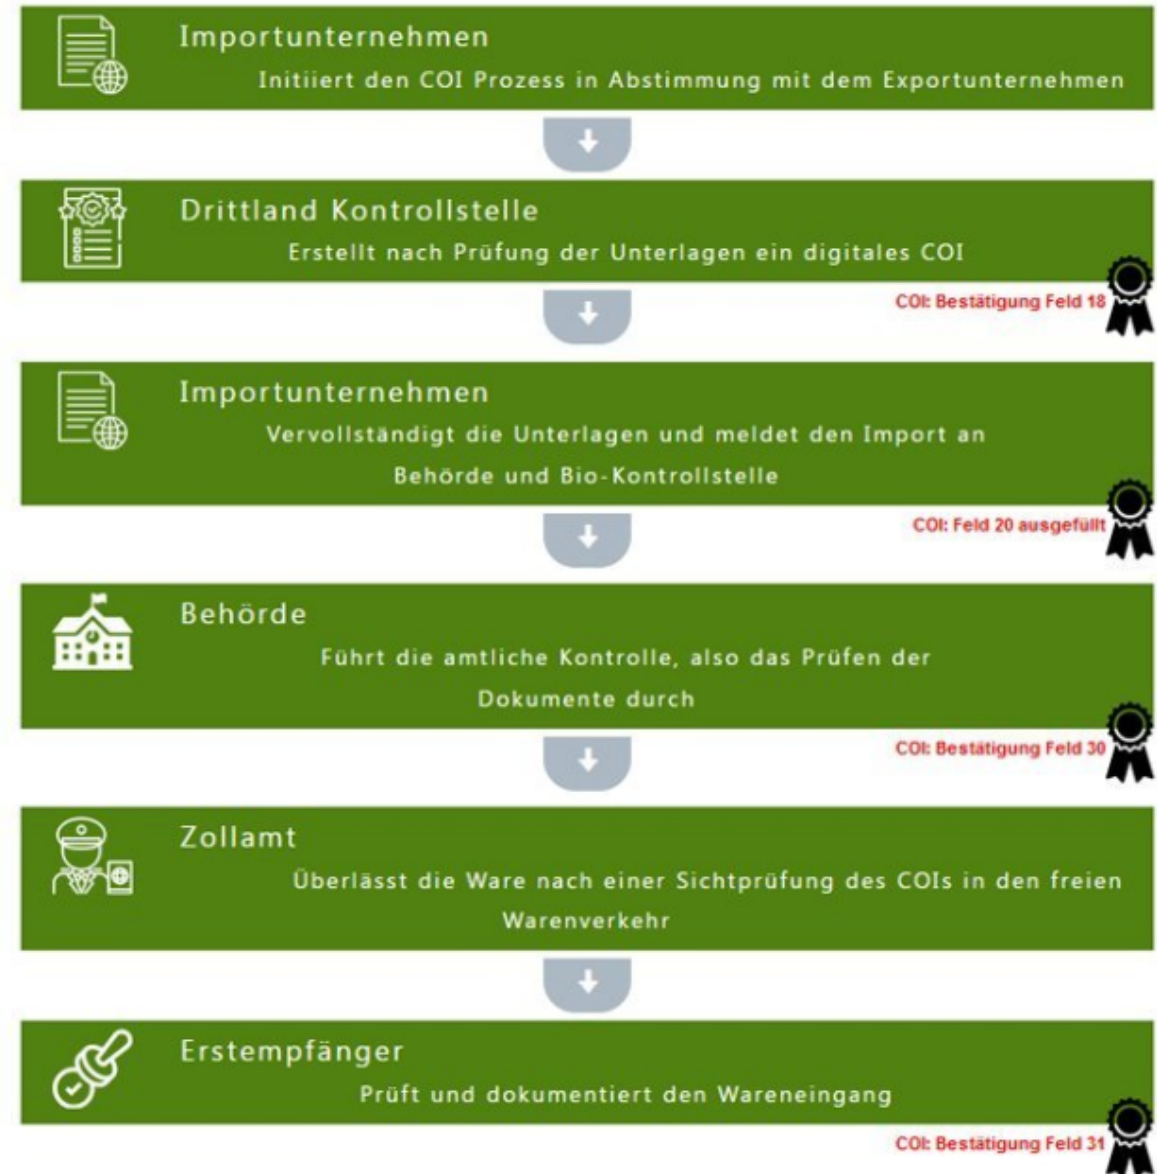 Importunternehmen
Initiiert den COI Prozess in Abstimmung mit dem Exportunternehmen
Drittland Kontrollstelle
Erstellt nach Prüfung der Unterlagen ein digitales COI
COI: Bestätigung Feld 18
Importunternehmen
Vervollständigt die Unterlagen und meldet den Import an
Behörde und Bio-Kontrollstelle
COI: Feld 20 ausgefüllt
Behörde
Führt die amtliche Kontrolle, also das Prüfen der
Dokumente durch
COI: Bestätigung Feld 30
Zollamt
Überlässt die Ware nach einer Sichtprüfung des COIs in den freien
Warenverkehr
Erstempfänger
Prüft und dokumentiert den Wareneingang
COI: Bestätigung Feld 31